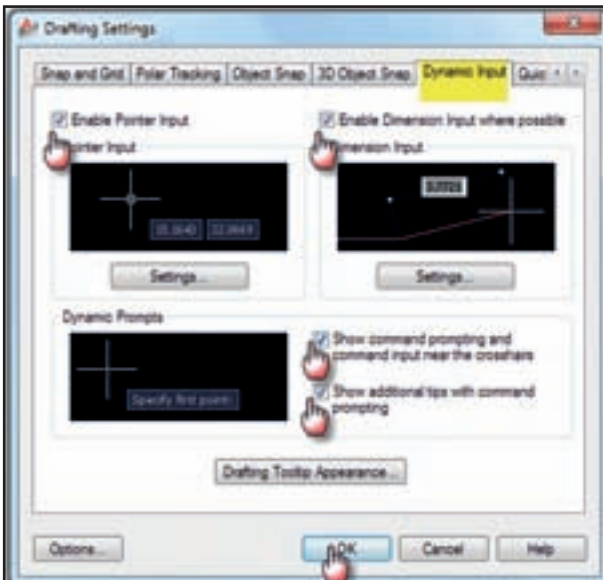 Drafting Settings
Snap and Grid Polar Tracking Object Snap 3D Object Snap Dynamic Input Quic
Enable Pointer Input
Enable Dimension Input where possible
Pointer Input
Dimension Input
Settings...
Settings...
Dynamic Prompts
Specify first point:
Show command prompting and
command input near the crosshairs
Show additional tips with command
prompting
Drafting Tooltip Appearance...
Options...
OK
Cancel
Help